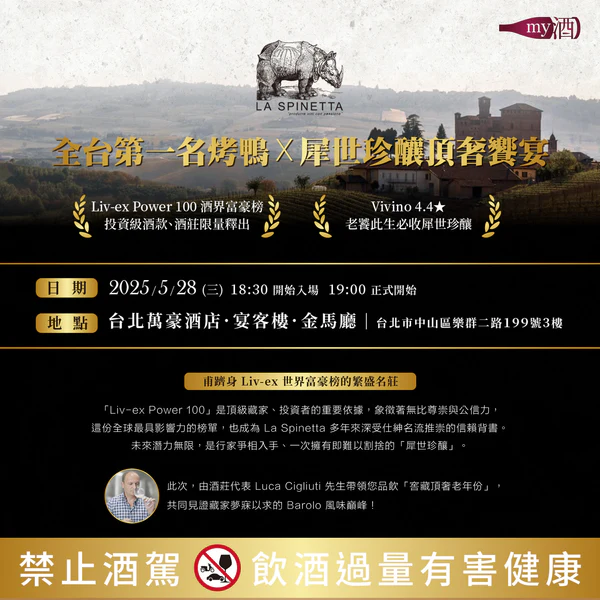 my酒
LA SPINETTA
全台第一名烤鴨 X 犀世珍釀頂奢饗宴
Liv-ex Power 100 酒界富豪榜
投資級酒款、酒莊限量釋出
Vivino 4.4★
老饕此生必收犀世珍釀
日 期 2025/5/28 (三) 18:30 開始入場 19:00 正式開始
地 點 台北萬豪酒店·宴客樓·金馬廳｜台北市中山區樂群二路199號3樓
甫躋身 Liv-ex 世界富豪榜的繁盛名莊
「Liv-ex Power 100」是頂級藏家、投資者的重要依據，象徵著無比尊崇與公信力，
這份全球最具影響力的榜單，也成為 La Spinetta 多年來深受仕紳名流推崇的信賴背書。
未來潛力無限，是行家爭相入手、一次擁有即難以割捨的「犀世珍釀」。
此次，由酒莊代表 Luca Cigliuti 先生帶領您品飲「窖藏頂奢老年份」，
共同見證藏家夢寐以求的 Barolo 風味巔峰！
禁止酒駕 飲酒過量有害健康